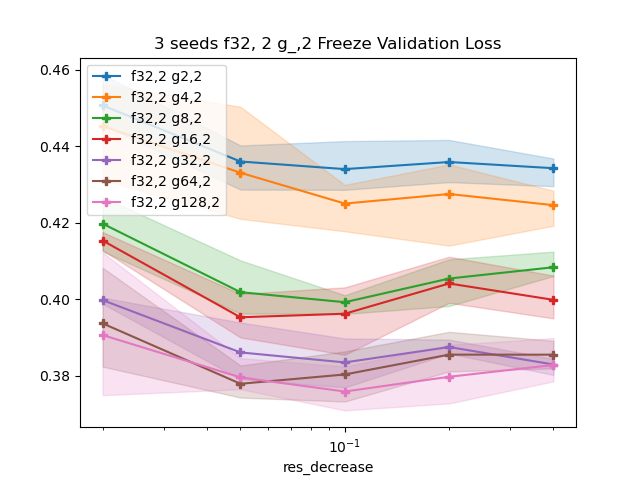 3 seeds f32, 2 g_,2 Freeze Validation Loss
0.46
0.44
0.42
0.40
0.38
f32,2 g2,2
f32,2 g4,2
f32,2 g8,2
f32,2 g16,2
f32,2 g32,2
f32,2 g64,2
f32,2 g128,2
10⁻¹
res_decrease